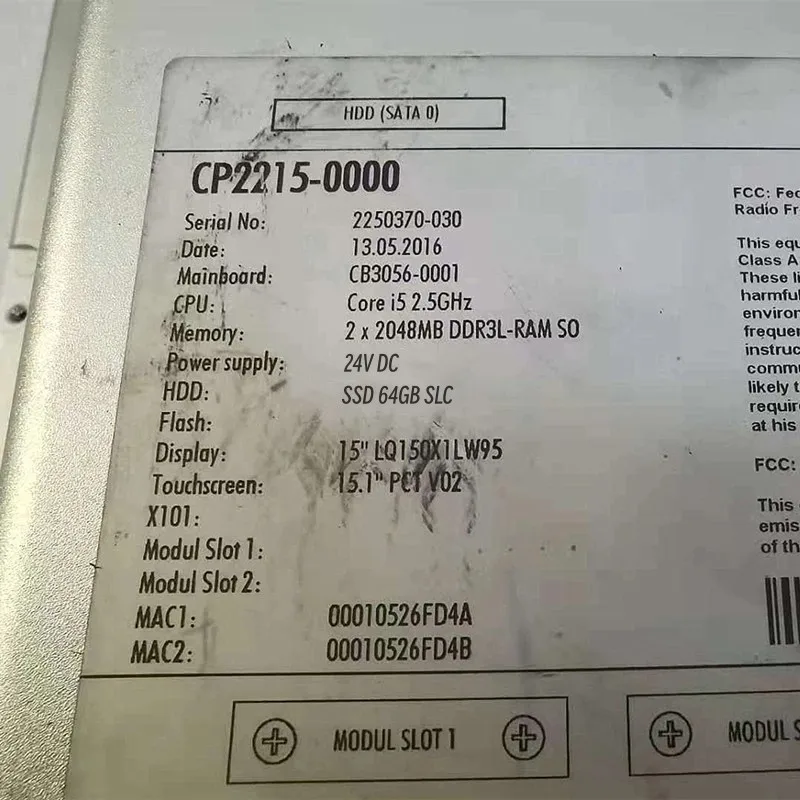 HDD (SATA 0)
CP2215-0000
Serial No: 2250370-030
Date: 13.05.2016
Mainboard: CB3056-0001
CPU: Core i5 2.5GHz
Memory: 2 x 2048MB DDR3L-RAM SO
Power supply: 24V DC
HDD: SSD 64GB SLC
Flash:
Display: 15" LQ150X1LW95
Touchscreen: 15.1" PCT V02
X101:
Modul Slot 1:
Modul Slot 2:
MAC1: 00010526FD4A
MAC2: 00010526FD4B
FCC: Fed
Radio Fr
This equ
Class A
These li
harmful
environ
frequen
instruc
commu
likely t
requir
at his
FCC:
This
emis
of th
MODUL SLOT 1
MODUL S